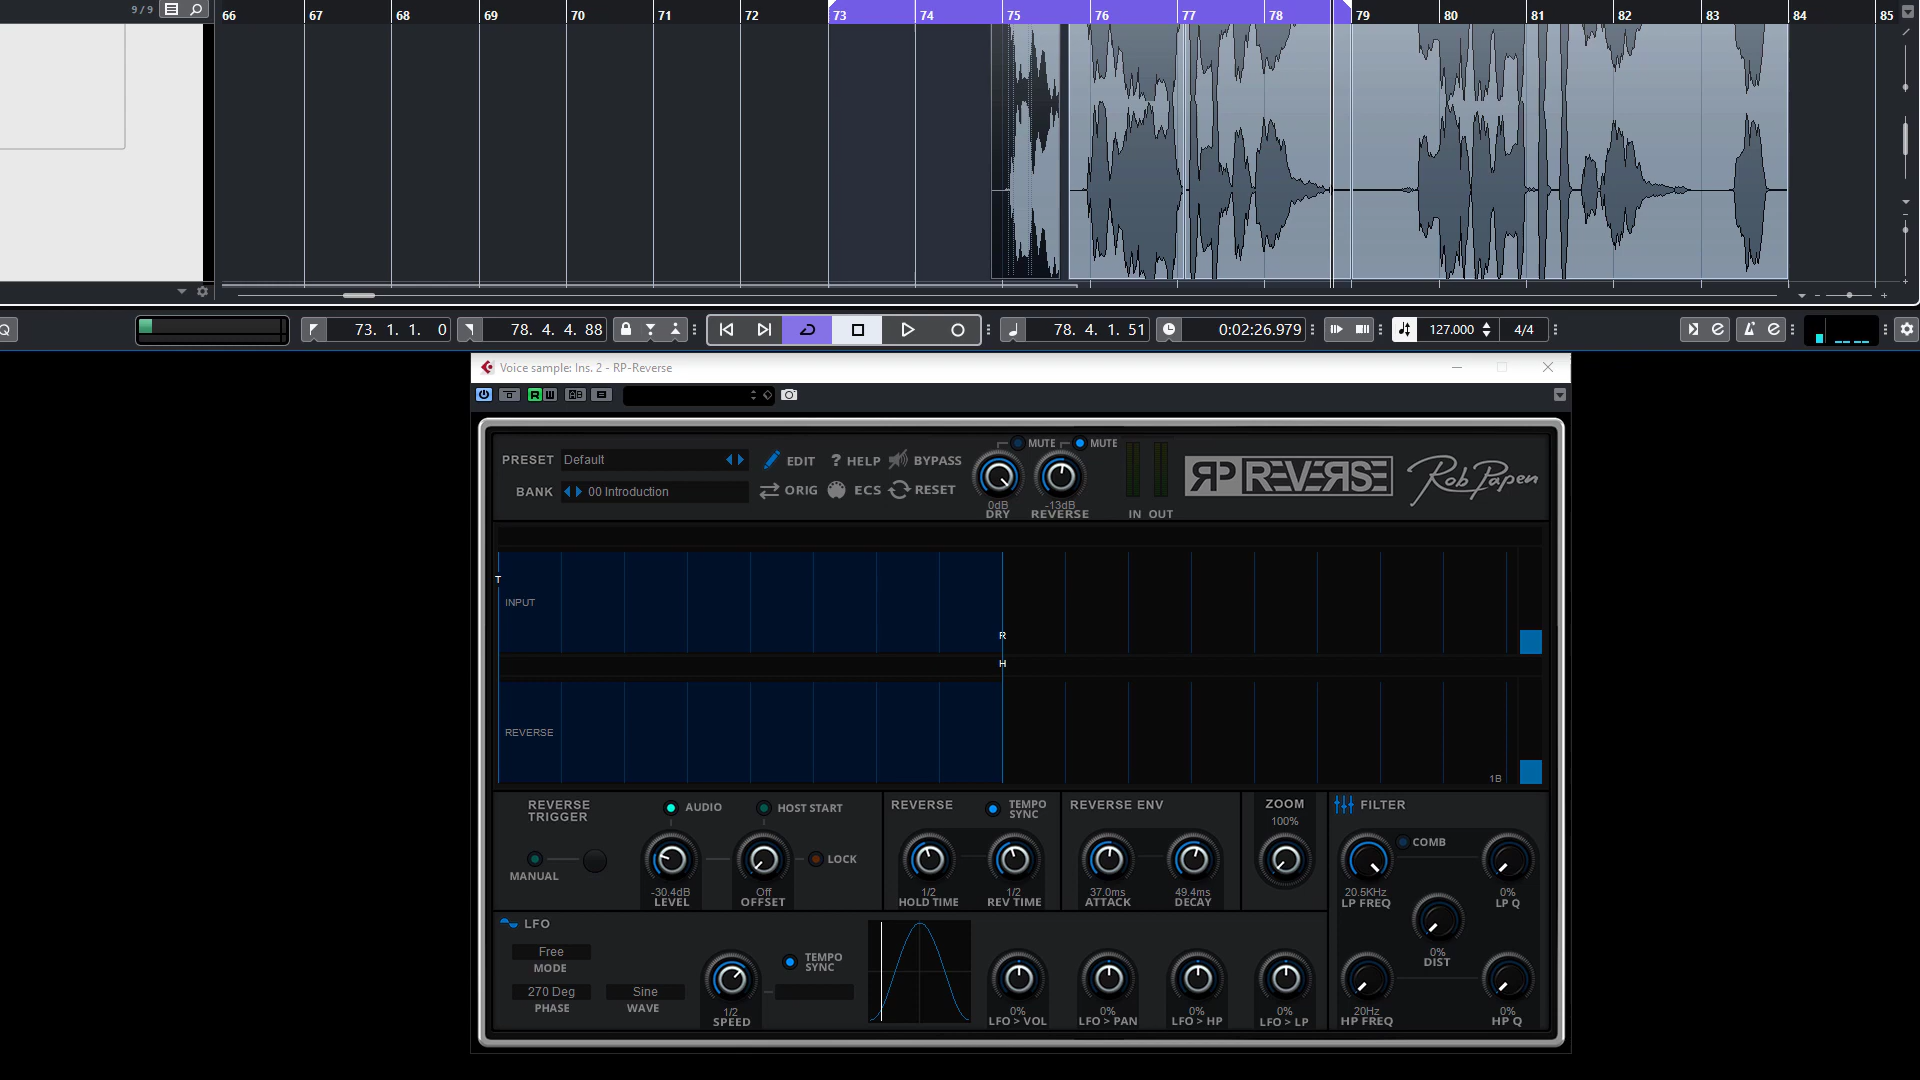 9/9
66 67 68 69 70 71 72 73 74 75 76 77 78 79 80 81 82 83 84 85
73. 1. 1. 0 78. 4. 4. 88 78. 4. 1. 51 0:02:26.979 127.000 4/4
Voice sample: Ins. 2 - RP-Reverse
R W
PRESET Default EDIT ? HELP BYPASS
BANK 00 Introduction ORIG ECS RESET
MUTE MUTE
0dB -13dB
DRY REVERSE IN OUT
RP REVERSE Rob Papen
T
INPUT
R
H
REVERSE
1B
REVERSE TRIGGER AUDIO HOST START
MANUAL LOCK
-30.4dB Off
LEVEL OFFSET
REVERSE TEMPO SYNC
1/2 1/2
HOLD TIME REV TIME
REVERSE ENV
37.0ms 49.4ms
ATTACK DECAY
ZOOM
100%
FILTER
COMB
20.5KHz 0%
LP FREQ LP Q
0%
DIST
20Hz 0%
HP FREQ HP Q
LFO
Free
MODE
270 Deg Sine
PHASE WAVE
TEMPO SYNC
1/2
SPEED
0% 0% 0% 0%
LFO > VOL LFO > PAN LFO > HP LFO > LP